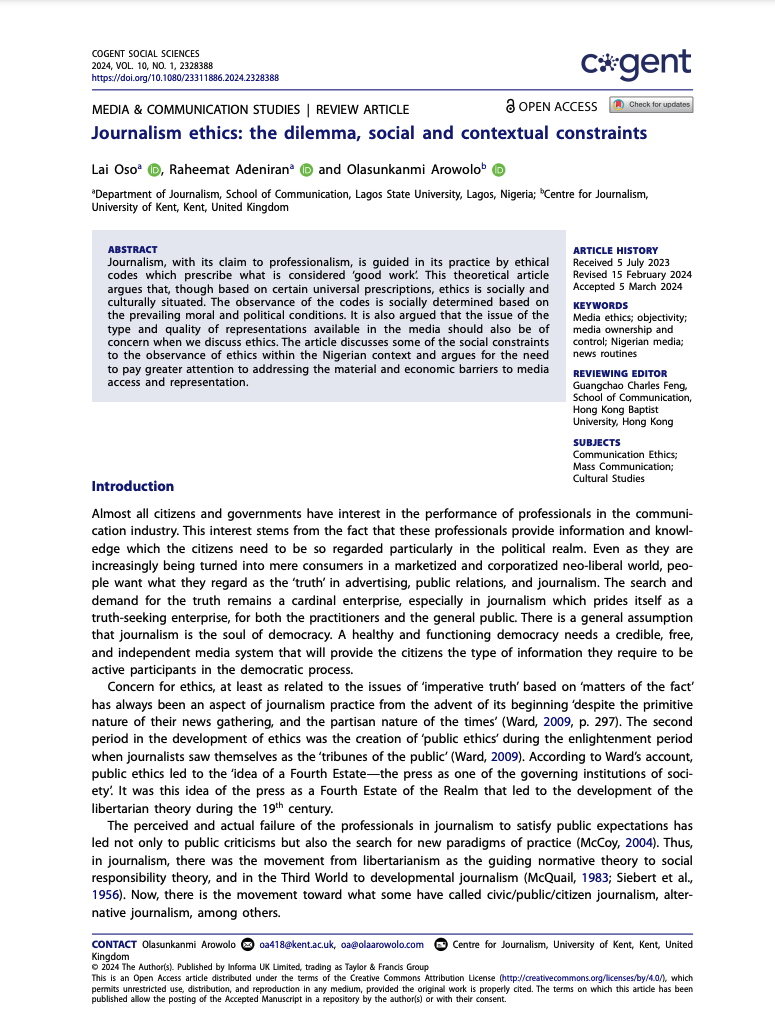 COGENT SOCIAL SCIENCES
2024, VOL. 10, NO. 1, 2328388
https://doi.org/10.1080/23311886.2024.2328388
cogent
MEDIA & COMMUNICATION STUDIES | REVIEW ARTICLE
OPEN ACCESS
Check for updates
Journalism ethics: the dilemma, social and contextual constraints
Lai Osoᵃ iD, Raheemat Adeniranᵃ iD and Olasunkanmi Arowoloᵇ iD
ᵃDepartment of Journalism, School of Communication, Lagos State University, Lagos, Nigeria; ᵇCentre for Journalism,
University of Kent, Kent, United Kingdom
ABSTRACT
Journalism, with its claim to professionalism, is guided in its practice by ethical
codes which prescribe what is considered ‘good work’. This theoretical article
argues that, though based on certain universal prescriptions, ethics is socially and
culturally situated. The observance of the codes is socially determined based on
the prevailing moral and political conditions. It is also argued that the issue of the
type and quality of representations available in the media should also be of
concern when we discuss ethics. The article discusses some of the social constraints
to the observance of ethics within the Nigerian context and argues for the need
to pay greater attention to addressing the material and economic barriers to media
access and representation.
ARTICLE HISTORY
Received 5 July 2023
Revised 15 February 2024
Accepted 5 March 2024
KEYWORDS
Media ethics; objectivity;
media ownership and
control; Nigerian media;
news routines
REVIEWING EDITOR
Guangchao Charles Feng,
School of Communication,
Hong Kong Baptist
University, Hong Kong
SUBJECTS
Communication Ethics;
Mass Communication;
Cultural Studies
Introduction
Almost all citizens and governments have interest in the performance of professionals in the communi-
cation industry. This interest stems from the fact that these professionals provide information and knowl-
edge which the citizens need to be so regarded particularly in the political realm. Even as they are
increasingly being turned into mere consumers in a marketized and corporatized neo-liberal world, peo-
ple want what they regard as the ‘truth’ in advertising, public relations, and journalism. The search and
demand for the truth remains a cardinal enterprise, especially in journalism which prides itself as a
truth-seeking enterprise, for both the practitioners and the general public. There is a general assumption
that journalism is the soul of democracy. A healthy and functioning democracy needs a credible, free,
and independent media system that will provide the citizens the type of information they require to be
active participants in the democratic process.
Concern for ethics, at least as related to the issues of ‘imperative truth’ based on ‘matters of the fact’
has always been an aspect of journalism practice from the advent of its beginning ‘despite the primitive
nature of their news gathering, and the partisan nature of the times’ (Ward, 2009, p. 297). The second
period in the development of ethics was the creation of ‘public ethics’ during the enlightenment period
when journalists saw themselves as the ‘tribunes of the public’ (Ward, 2009). According to Ward’s account,
public ethics led to the ‘idea of a Fourth Estate—the press as one of the governing institutions of soci-
ety’. It was this idea of the press as a Fourth Estate of the Realm that led to the development of the
libertarian theory during the 19ᵗʰ century.
The perceived and actual failure of the professionals in journalism to satisfy public expectations has
led not only to public criticisms but also the search for new paradigms of practice (McCoy, 2004). Thus,
in journalism, there was the movement from libertarianism as the guiding normative theory to social
responsibility theory, and in the Third World to developmental journalism (McQuail, 1983; Siebert et al.,
1956). Now, there is the movement toward what some have called civic/public/citizen journalism, alter-
native journalism, among others.
CONTACT Olasunkanmi Arowolo oa418@kent.ac.uk, oa@olaarowolo.com Centre for Journalism, University of Kent, Kent, United
Kingdom
© 2024 The Author(s). Published by Informa UK Limited, trading as Taylor & Francis Group
This is an Open Access article distributed under the terms of the Creative Commons Attribution License (http://creativecommons.org/licenses/by/4.0/), which
permits unrestricted use, distribution, and reproduction in any medium, provided the original work is properly cited. The terms on which this article has been
published allow the posting of the Accepted Manuscript in a repository by the author(s) or with their consent.